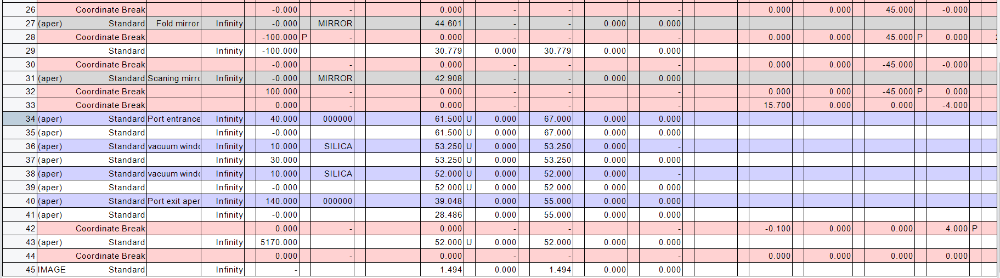 26 Coordinate Break -0.000 - 0.000 - - - 0.000 0.000 45.000 -0.000
27 (aper) Standard Fold mirror Infinity -0.000 MIRROR 44.601 - - 0.000 0.000
28 Coordinate Break -100.000 P - 0.000 - - - 0.000 0.000 45.000 P 0.000
29 Standard Infinity -100.000 30.779 0.000 30.779 0.000 0.000
30 Coordinate Break -0.000 - 0.000 - - - 0.000 0.000 -45.000 -0.000
31 (aper) Standard Scaning mirro Infinity -0.000 MIRROR 42.908 - - 0.000 0.000
32 Coordinate Break 100.000 - 0.000 - - - 0.000 0.000 -45.000 P 0.000
33 Coordinate Break 0.000 - 0.000 - - - 15.700 0.000 0.000 -4.000
34 (aper) Standard Port entrance Infinity 40.000 000000 61.500 U 0.000 67.000 0.000 0.000
35 (aper) Standard Infinity -0.000 61.500 U 0.000 67.000 0.000 0.000
36 (aper) Standard vacuum windo Infinity 10.000 SILICA 53.250 U 0.000 53.250 0.000 -
37 (aper) Standard Infinity 30.000 53.250 U 0.000 53.250 0.000 0.000
38 (aper) Standard vacuum windo Infinity 10.000 SILICA 52.000 U 0.000 52.000 0.000 -
39 (aper) Standard Infinity -0.000 52.000 U 0.000 52.000 0.000 0.000
40 (aper) Standard Port exit aper Infinity 140.000 000000 39.048 0.000 55.000 0.000 0.000
41 (aper) Standard Infinity -0.000 28.486 0.000 55.000 0.000 0.000
42 Coordinate Break 0.000 - 0.000 - - - -0.100 0.000 0.000 4.000 P
43 (aper) Standard Infinity 5170.000 52.000 U 0.000 52.000 0.000 0.000
44 Coordinate Break 0.000 - 0.000 - - - 0.000 0.000 0.000 0.000
45 IMAGE Standard Infinity - 1.494 0.000 1.494 0.000 0.000